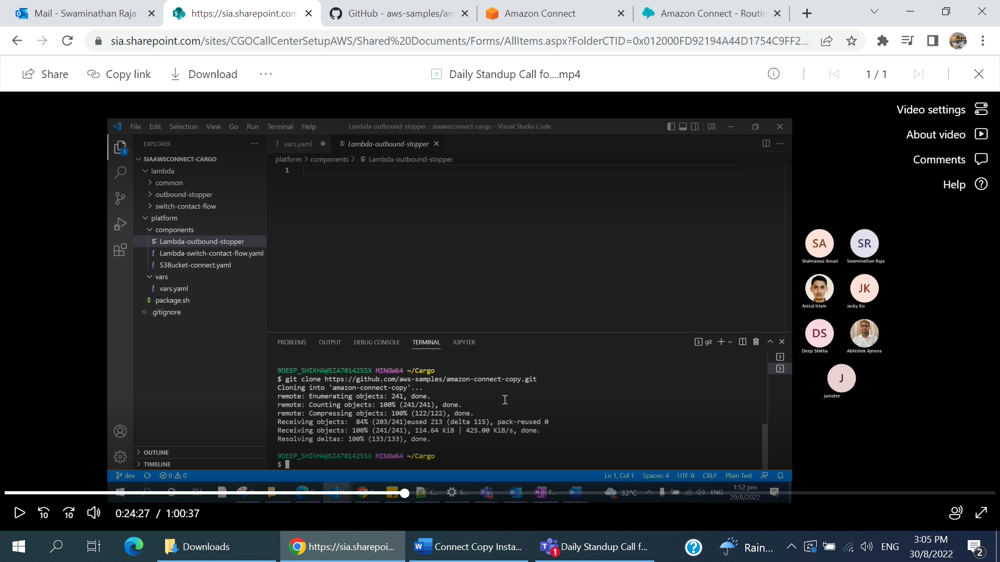 Mail - Swaminathan Raja -
https://sia.sharepoint.com
GitHub - aws-samples/am
Amazon Connect
Amazon Connect - Routin
sia.sharepoint.com/sites/CGOCallCenterSetupAWS/Shared%20Documents/Forms/AllItems.aspx?FolderCTID=0x012000FD92194A44D1754C9FF2...
Share
Copy link
Download
Daily Standup Call fo....mp4
1 / 1
Video settings
About video
Comments
Help
File Edit Selection View Go Run Terminal Help
Lambda-outbound-stopper - siaawsconnect-cargo - Visual Studio Code
EXPLORER
vars.yaml
Lambda-outbound-stopper
platform > components > Lambda-outbound-stopper
1
SIAAWSCONNECT-CARGO
lambda
common
outbound-stopper
switch-contact-flow
platform
components
Lambda-outbound-stopper
Lambda-switch-contact-flow.yaml
S3Bucket-connect.yaml
vars
vars.yaml
package.sh
.gitignore
OUTLINE
TIMELINE
1
PROBLEMS OUTPUT DEBUG CONSOLE TERMINAL JUPYTER
git
9DEEP_SHIKHA@SIA701425SX MINGW64 ~/Cargo
$ git clone https://github.com/aws-samples/amazon-connect-copy.git
Cloning into 'amazon-connect-copy'...
remote: Enumerating objects: 241, done.
remote: Counting objects: 100% (241/241), done.
remote: Compressing objects: 100% (122/122), done.
Receiving objects:  84% (203/241)eused 213 (delta 115), pack-reused 0
Receiving objects: 100% (241/241), 114.64 KiB | 425.00 KiB/s, done.
Resolving deltas: 100% (133/133), done.
9DEEP_SHIKHA@SIA701425SX MINGW64 ~/Cargo
$
dev
0 0
Ln 1, Col 1 Spaces: 4 UTF-8 CRLF Plain Text
C...
S...
T...
32°C
ENG
1:52 pm
29/8/2022
SA
Shahnawaz Ansari
SR
Swaminathan Raja
Anisul Islam
JK
Jacky Ko
DS
Deep Shikha
Abhishek Ajmera
J
jamzlee
10
10
0:24:27 / 1:00:37
Downloads
https://sia.sharepoi...
Connect Copy Insta...
1
Daily Standup Call f...
Rain...
ENG
3:05 PM
30/8/2022
2